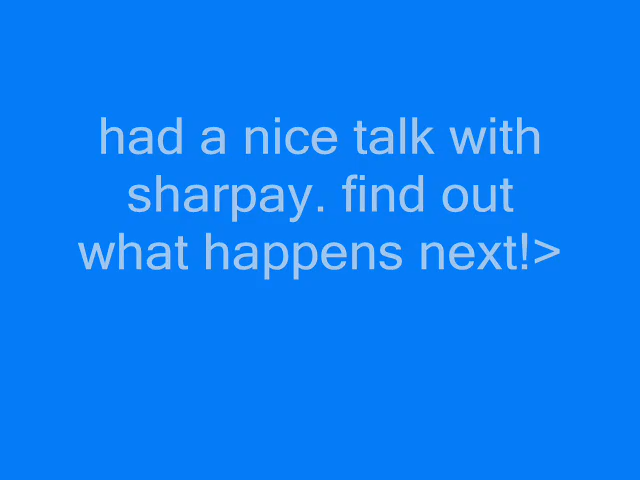 had a nice talk with
sharpay. find out
what happens next!>